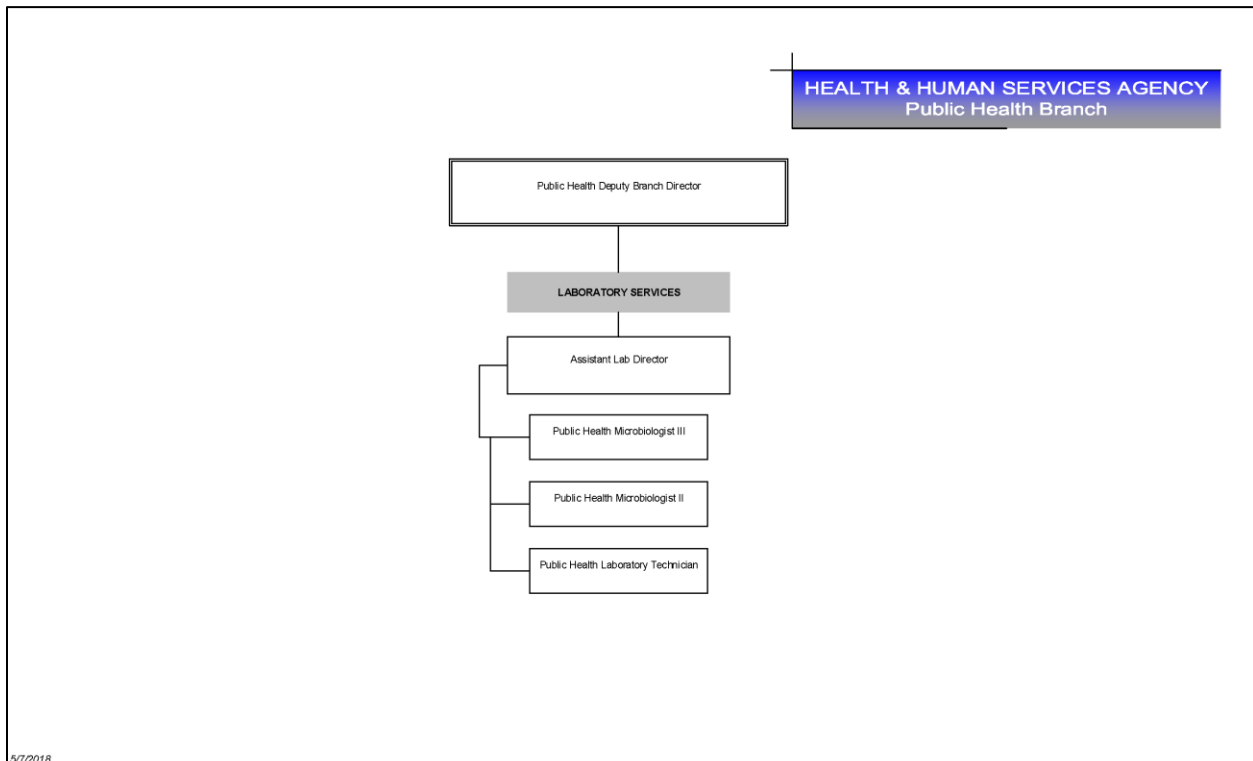 HEALTH & HUMAN SERVICES AGENCY
Public Health Branch
Public Health Deputy Branch Director
LABORATORY SERVICES
Assistant Lab Director
Public Health Microbiologist III
Public Health Microbiologist II
Public Health Laboratory Technician
5/7/2018